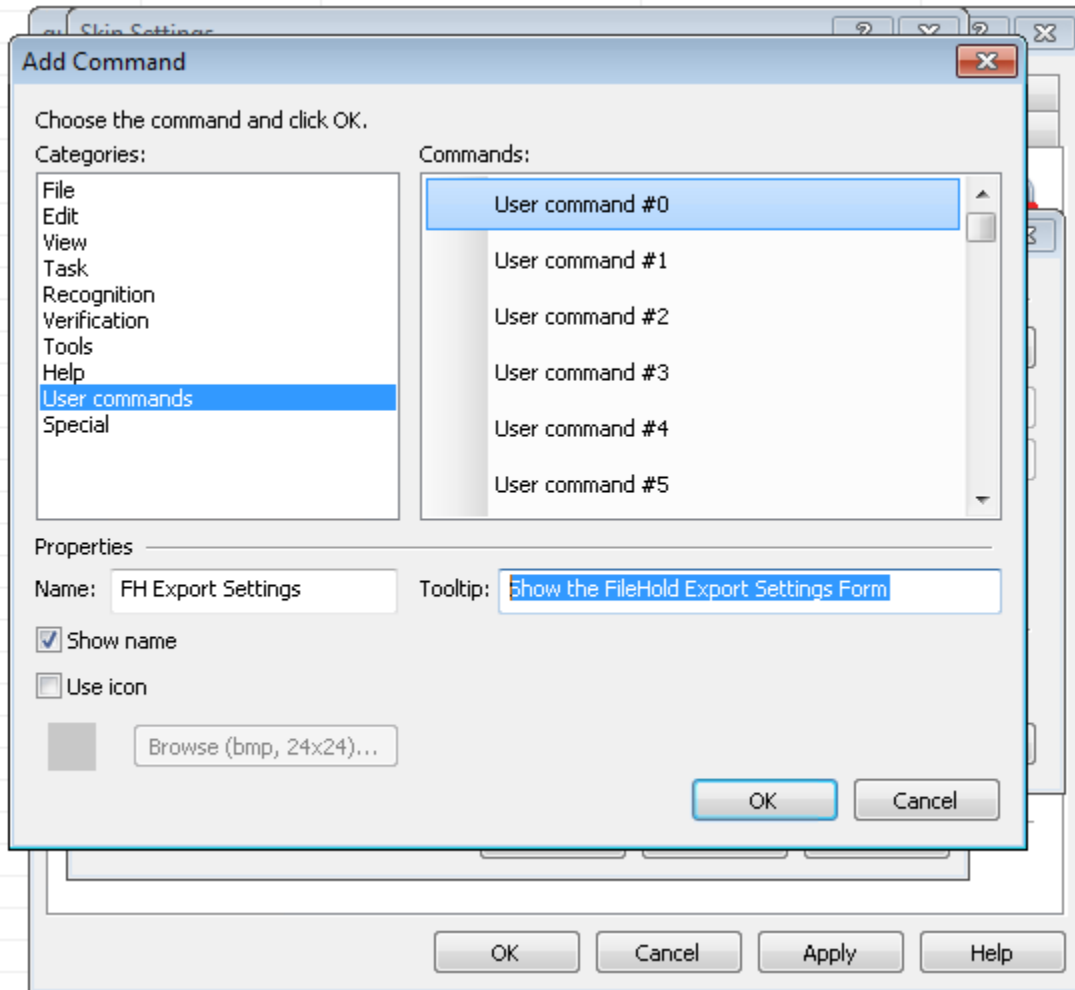 Skin Settings
Add Command
Choose the command and click OK.
Categories:
File
Edit
View
Task
Recognition
Verification
Tools
Help
User commands
Special
Commands:
User command #0
User command #1
User command #2
User command #3
User command #4
User command #5
Properties
Name: FH Export Settings
Tooltip: Show the FileHold Export Settings Form
Show name
Use icon
Browse (bmp, 24x24)...
OK Cancel
OK Cancel Apply Help